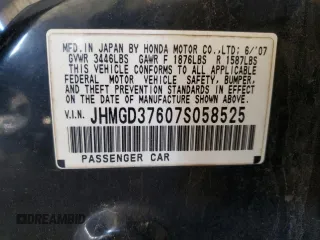 MFD. IN JAPAN BY HONDA MOTOR CO.,LTD: 6/'07
GVWR 3446LBS GAWR F 1876LBS R 1587LBS
THIS VEHICLE CONFORMS TO ALL APPLICABLE
FEDERAL MOTOR VEHICLE SAFETY, BUMPER,
AND THEFT PREVENTION STANDARDS IN EFFECT
ON THE DATE OF MANUFACTURE SHOWN ABOVE.
V.I.N. JHMGD37607S058525
PASSENGER CAR
© DREAMBID